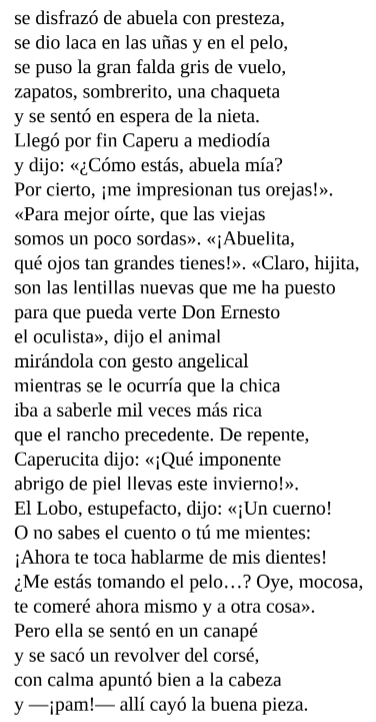 se disfrazó de abuela con presteza,
se dio laca en las uñas y en el pelo,
se puso la gran falda gris de vuelo,
zapatos, sombrerito, una chaqueta
y se sentó en espera de la nieta.
Llegó por fin Caperu a mediodía
y dijo: «¿Cómo estás, abuela mía?
Por cierto, ¡me impresionan tus orejas!».
«Para mejor oírte, que las viejas
somos un poco sordas». «¡Abuelita,
qué ojos tan grandes tienes!». «Claro, hijita,
son las lentillas nuevas que me ha puesto
para que pueda verte Don Ernesto
el oculista», dijo el animal
mirándola con gesto angelical
mientras se le ocurría que la chica
iba a saberle mil veces más rica
que el rancho precedente. De repente,
Caperucita dijo: «¡Qué imponente
abrigo de piel llevas este invierno!».
El Lobo, estupefacto, dijo: «¡Un cuerno!
O no sabes el cuento o tú me mientes:
¡Ahora te toca hablarme de mis dientes!
¿Me estás tomando el pelo…? Oye, mocosa,
te comeré ahora mismo y a otra cosa».
Pero ella se sentó en un canapé
y se sacó un revolver del corsé,
con calma apuntó bien a la cabeza
y —¡pam!— allí cayó la buena pieza.